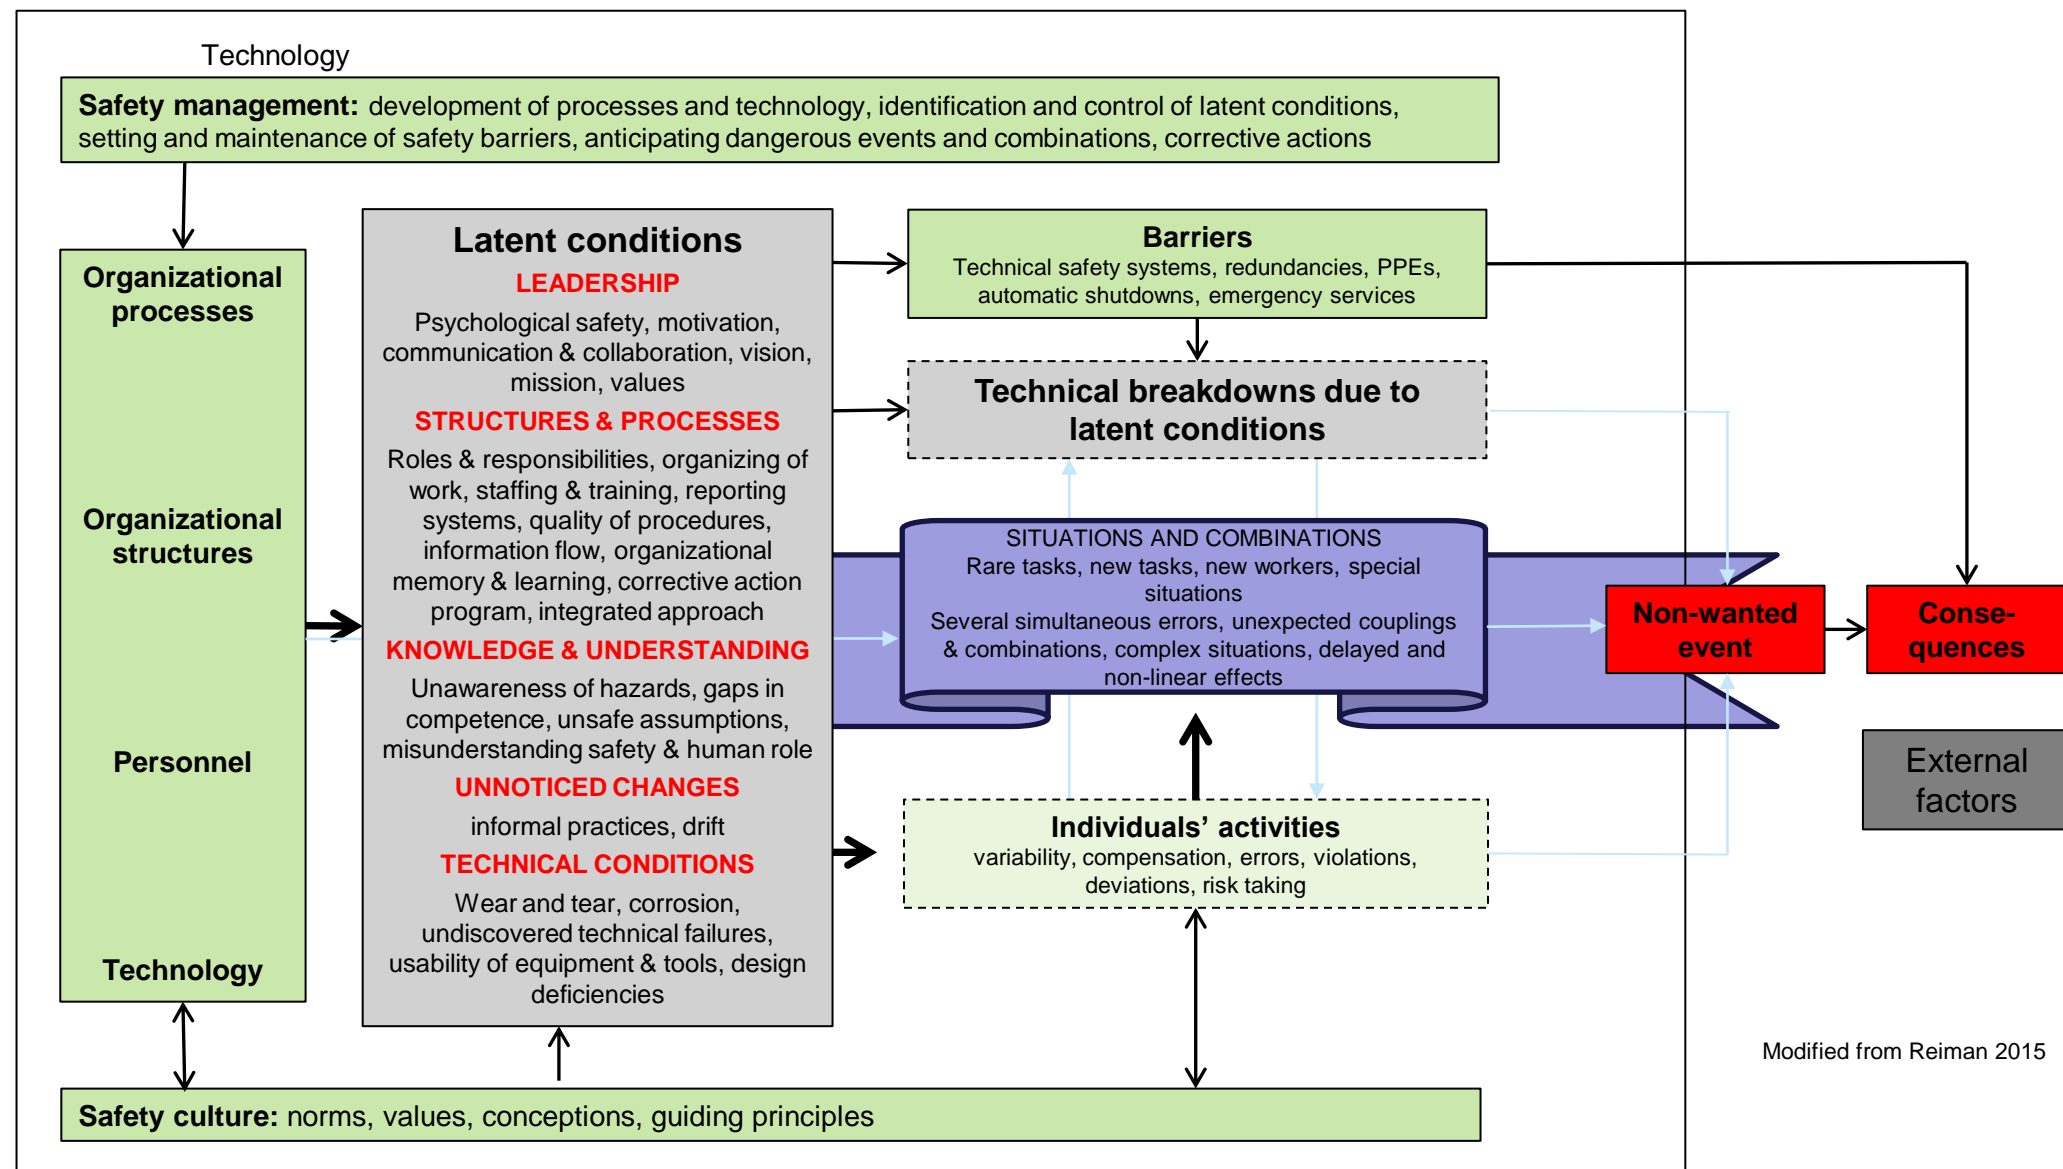 Technology
Safety management: development of processes and technology, identification and control of latent conditions,
setting and maintenance of safety barriers, anticipating dangerous events and combinations, corrective actions
Organizational
processes
Organizational
structures
Personnel
Technology
Latent conditions
LEADERSHIP
Psychological safety, motivation,
communication & collaboration, vision,
mission, values
STRUCTURES & PROCESSES
Roles & responsibilities, organizing of
work, staffing & training, reporting
systems, quality of procedures,
information flow, organizational
memory & learning, corrective action
program, integrated approach
KNOWLEDGE & UNDERSTANDING
Unawareness of hazards, gaps in
competence, unsafe assumptions,
misunderstanding safety & human role
UNNOTICED CHANGES
informal practices, drift
TECHNICAL CONDITIONS
Wear and tear, corrosion,
undiscovered technical failures,
usability of equipment & tools, design
deficiencies
Barriers
Technical safety systems, redundancies, PPEs,
automatic shutdowns, emergency services
Technical breakdowns due to
latent conditions
SITUATIONS AND COMBINATIONS
Rare tasks, new tasks, new workers, special
situations
Several simultaneous errors, unexpected couplings
& combinations, complex situations, delayed and
non-linear effects
Individuals’ activities
variability, compensation, errors, violations,
deviations, risk taking
Non-wanted
event
Conse-
quences
External
factors
Modified from Reiman 2015
Safety culture: norms, values, conceptions, guiding principles